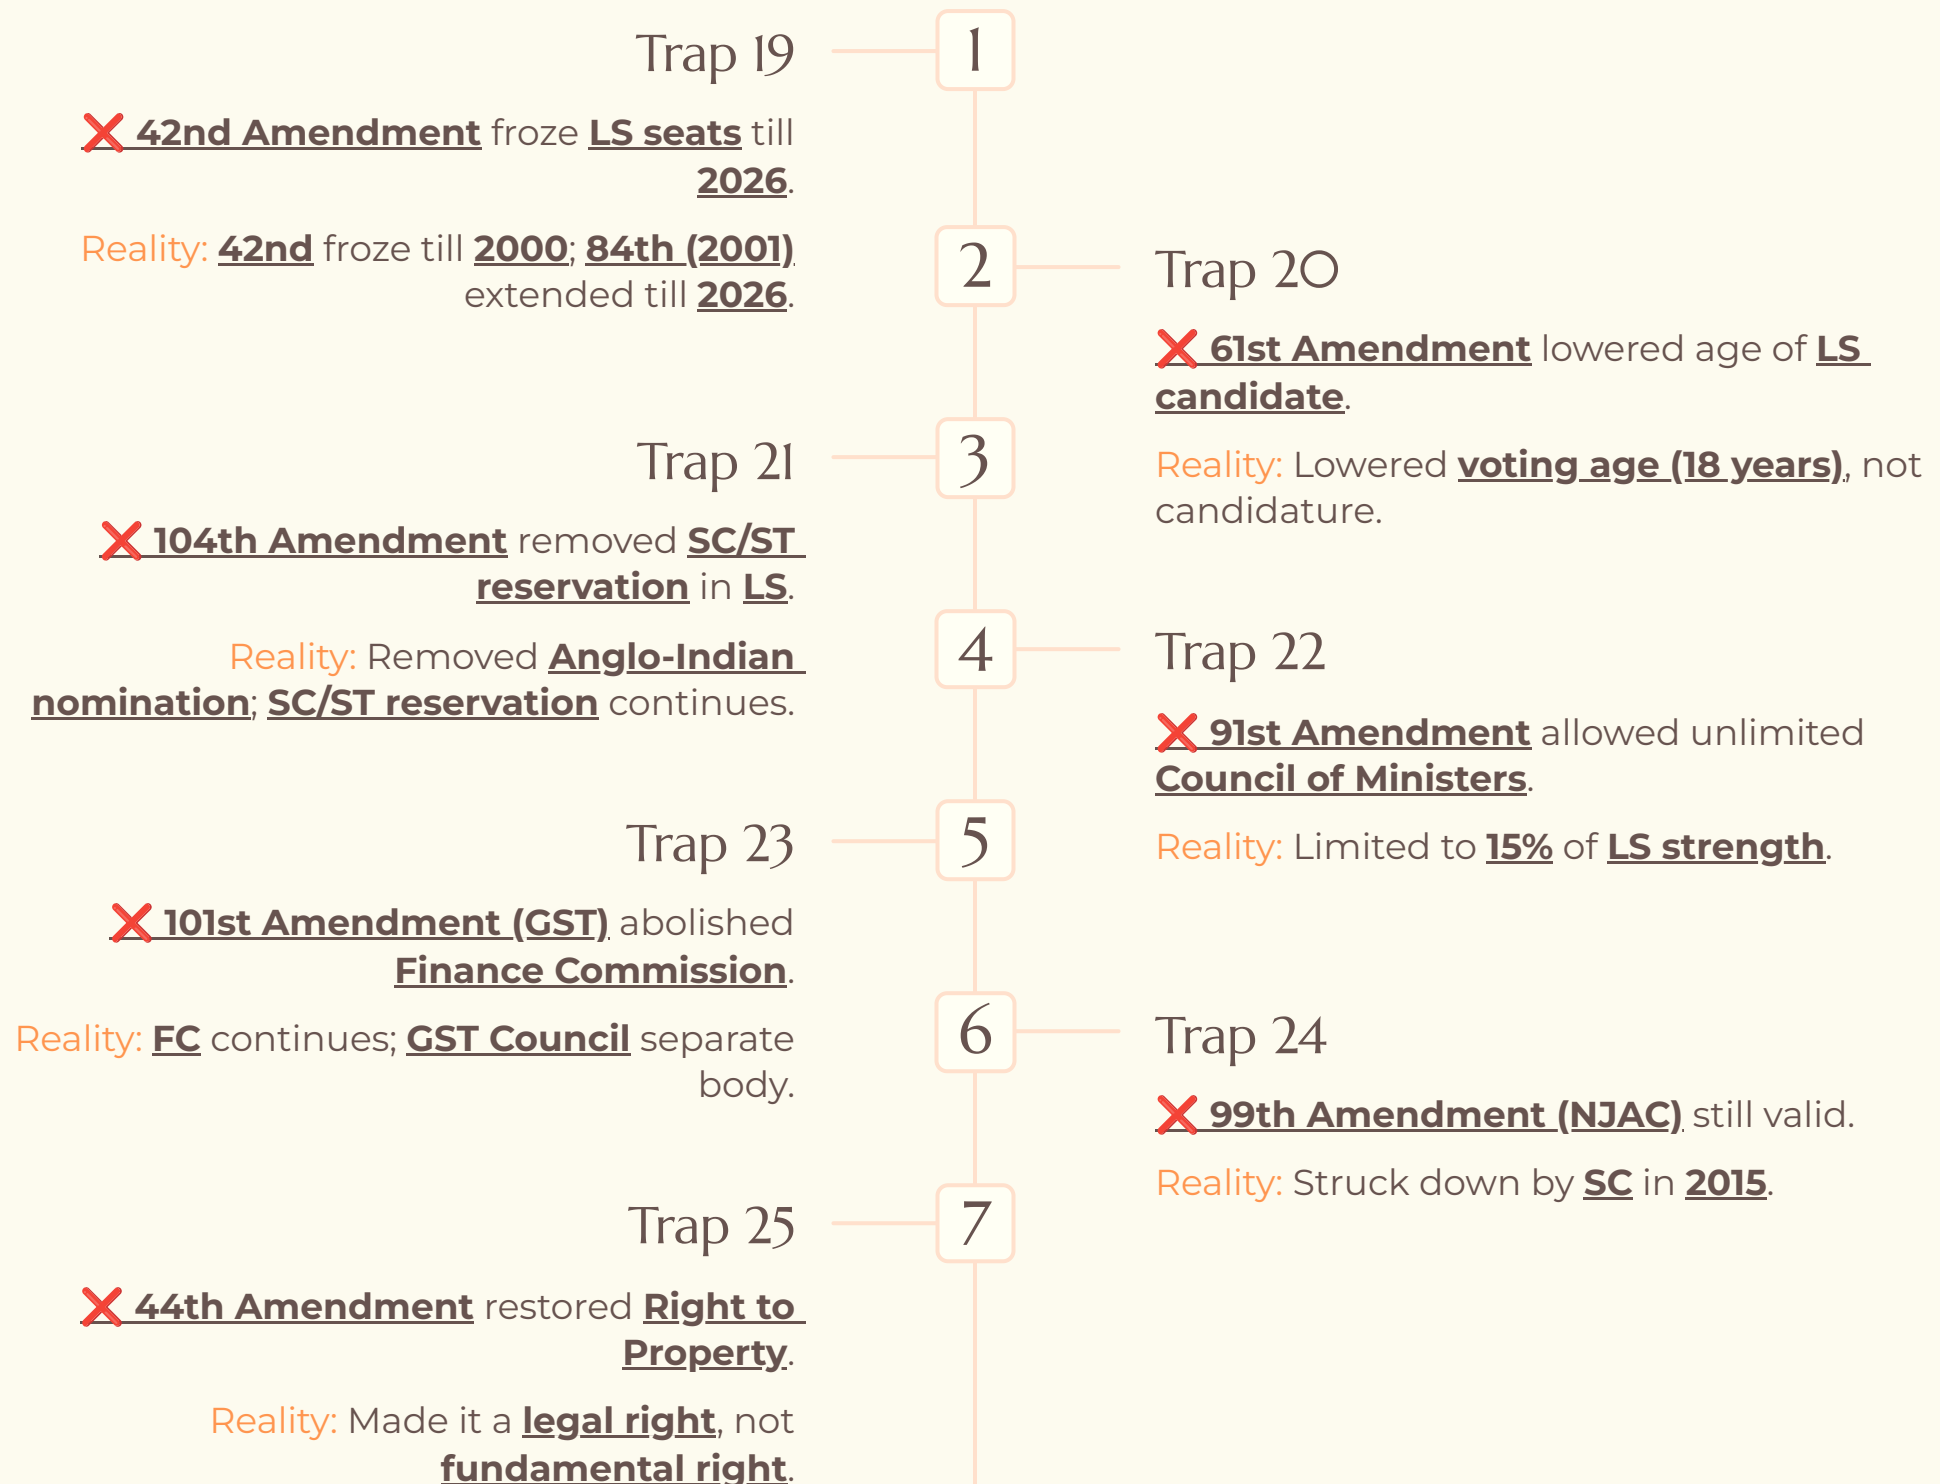 Trap 19
1
❌ 42nd Amendment froze LS seats till
2026.
Reality: 42nd froze till 2000; 84th (2001)
extended till 2026.
2
Trap 20
❌ 61st Amendment lowered age of LS
candidate.
Reality: Lowered voting age (18 years), not
candidature.
Trap 21
3
❌ 104th Amendment removed SC/ST
reservation in LS.
Reality: Removed Anglo-Indian
nomination; SC/ST reservation continues.
4
Trap 22
❌ 91st Amendment allowed unlimited
Council of Ministers.
Reality: Limited to 15% of LS strength.
Trap 23
5
❌ 101st Amendment (GST) abolished
Finance Commission.
Reality: FC continues; GST Council separate
body.
6
Trap 24
❌ 99th Amendment (NJAC) still valid.
Reality: Struck down by SC in 2015.
Trap 25
7
❌ 44th Amendment restored Right to
Property.
Reality: Made it a legal right, not
fundamental right.